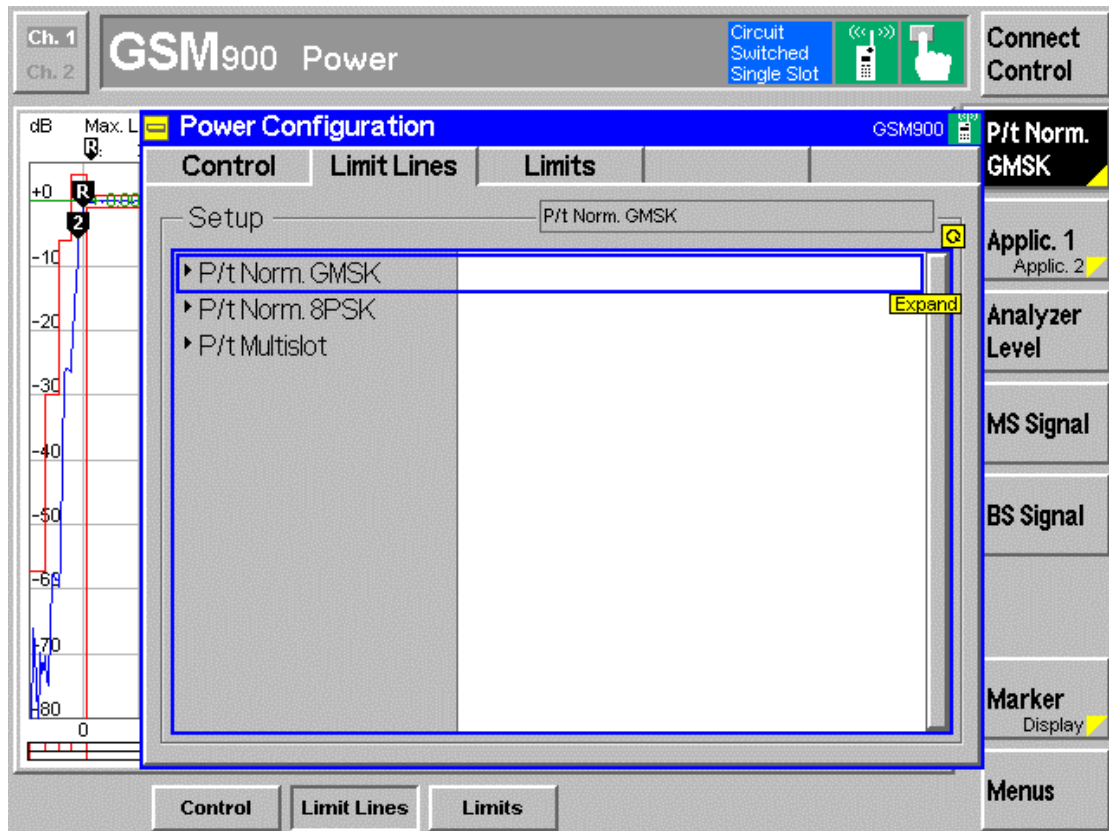 Ch. 1
Ch. 2
GSM900 Power
Circuit
Switched
Single Slot
Connect
Control
dB Max. L
R
Power Configuration
GSM900
Control
Limit Lines
Limits
Setup
P/t Norm. GMSK
P/t Norm. GMSK
P/t Norm. 8PSK
P/t Multislot
Expand
+0
R
2
-10
-20
-30
-40
-50
-70
-80
0
P/t Norm.
GMSK
Applic. 1
Applic. 2
Analyzer
Level
MS Signal
BS Signal
Marker
Display
Menus
Control
Limit Lines
Limits